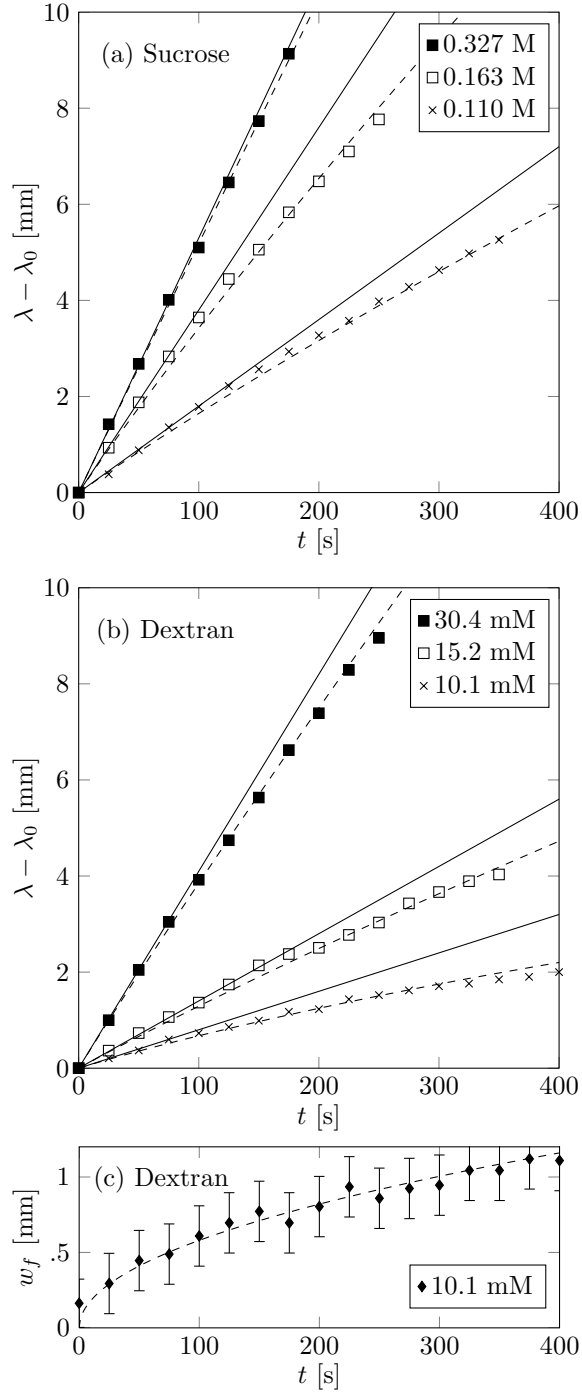 10
8
6
4
2
0
λ − λ₀ [mm]
(a) Sucrose
0.327 M
0.163 M
0.110 M
0
100
200
300
400
t [s]
10
8
6
4
2
0
λ − λ₀ [mm]
(b) Dextran
30.4 mM
15.2 mM
10.1 mM
0
100
200
300
400
t [s]
1
.5
0
w_f [mm]
(c) Dextran
10.1 mM
0
100
200
300
400
t [s]